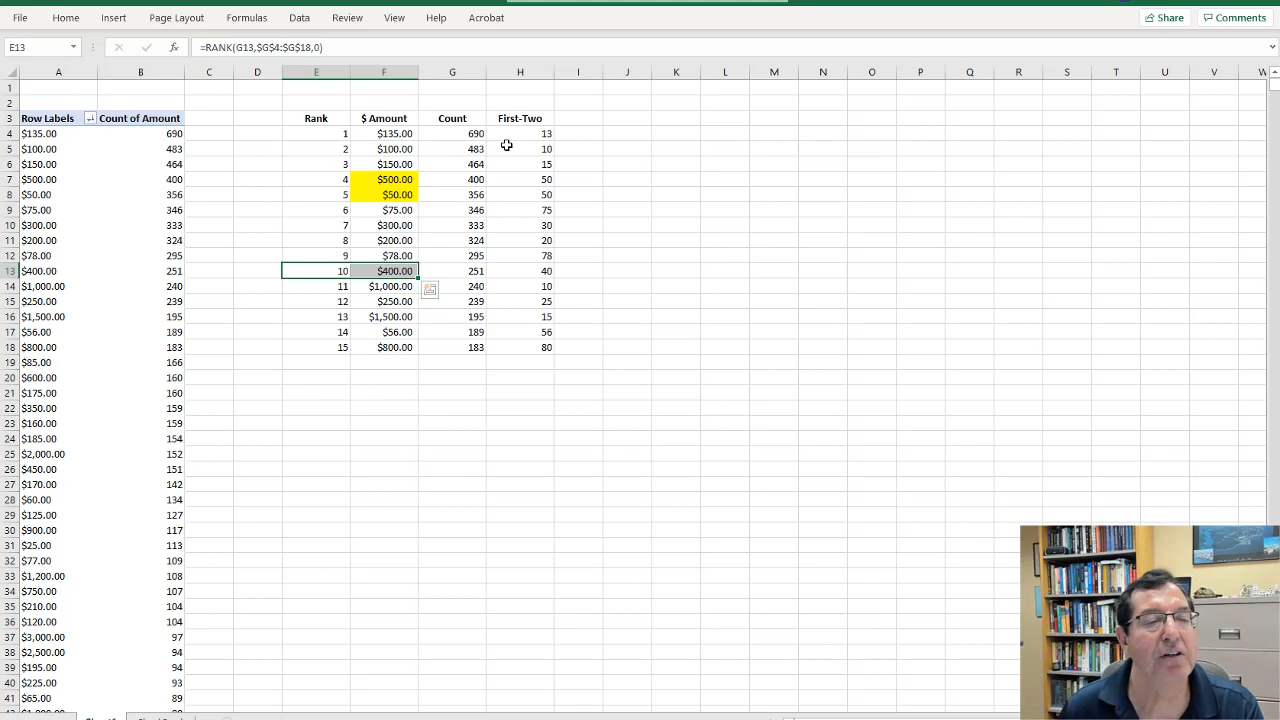 File Home Insert Page Layout Formulas Data Review View Help Acrobat Share Comments
E13 fx =RANK(G13,$G$4:$G$18,0)
A B C D E F G H I J K L M N O P Q R S T U V W
1
2
3 Row Labels Count of Amount Rank $ Amount Count First-Two
4 $135.00 690 1 $135.00 690 13
5 $100.00 483 2 $100.00 483 10
6 $150.00 464 3 $150.00 464 15
7 $500.00 400 4 $500.00 400 50
8 $50.00 356 5 $50.00 356 50
9 $75.00 346 6 $75.00 346 75
10 $300.00 333 7 $300.00 333 30
11 $200.00 324 8 $200.00 324 20
12 $78.00 295 9 $78.00 295 78
13 $400.00 251 10 $400.00 251 40
14 $1,000.00 240 11 $1,000.00 240 10
15 $250.00 239 12 $250.00 239 25
16 $1,500.00 195 13 $1,500.00 195 15
17 $56.00 189 14 $56.00 189 56
18 $800.00 183 15 $800.00 183 80
19 $85.00 166
20 $600.00 160
21 $175.00 160
22 $350.00 159
23 $160.00 159
24 $185.00 154
25 $2,000.00 152
26 $450.00 151
27 $170.00 142
28 $60.00 134
29 $125.00 127
30 $900.00 117
31 $25.00 113
32 $77.00 109
33 $1,200.00 108
34 $750.00 107
35 $210.00 104
36 $120.00 104
37 $3,000.00 97
38 $2,500.00 94
39 $195.00 94
40 $225.00 93
41 $65.00 89